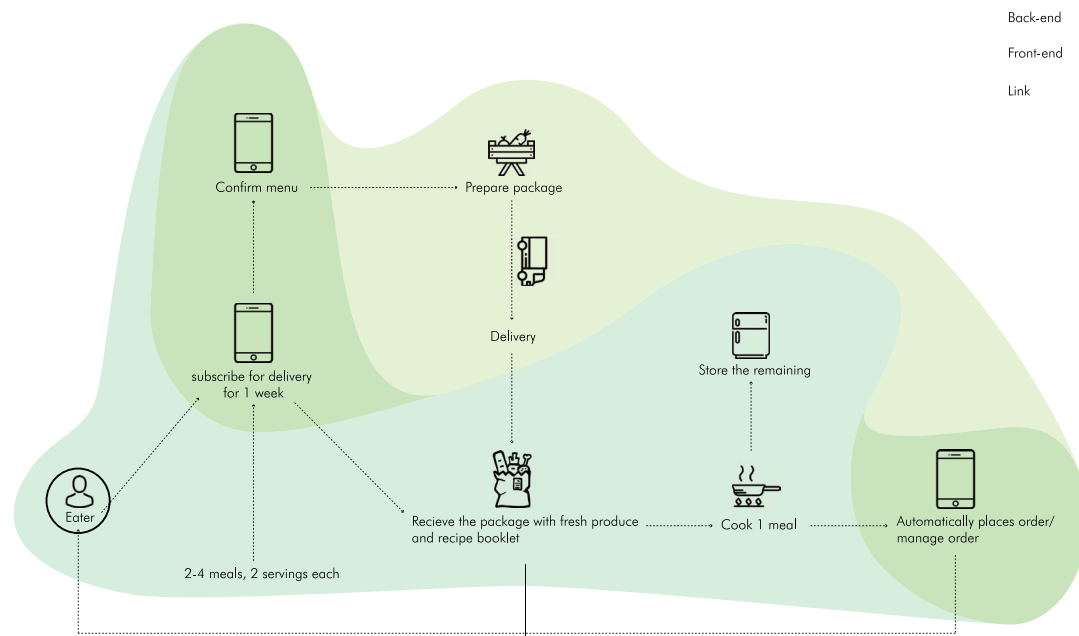 Back-end
Front-end
Link
Confirm menu
Prepare package
Delivery
subscribe for delivery
for 1 week
Store the remaining
Eater
Recieve the package with fresh produce
and recipe booklet
Cook 1 meal
Automatically places order/
manage order
2-4 meals, 2 servings each